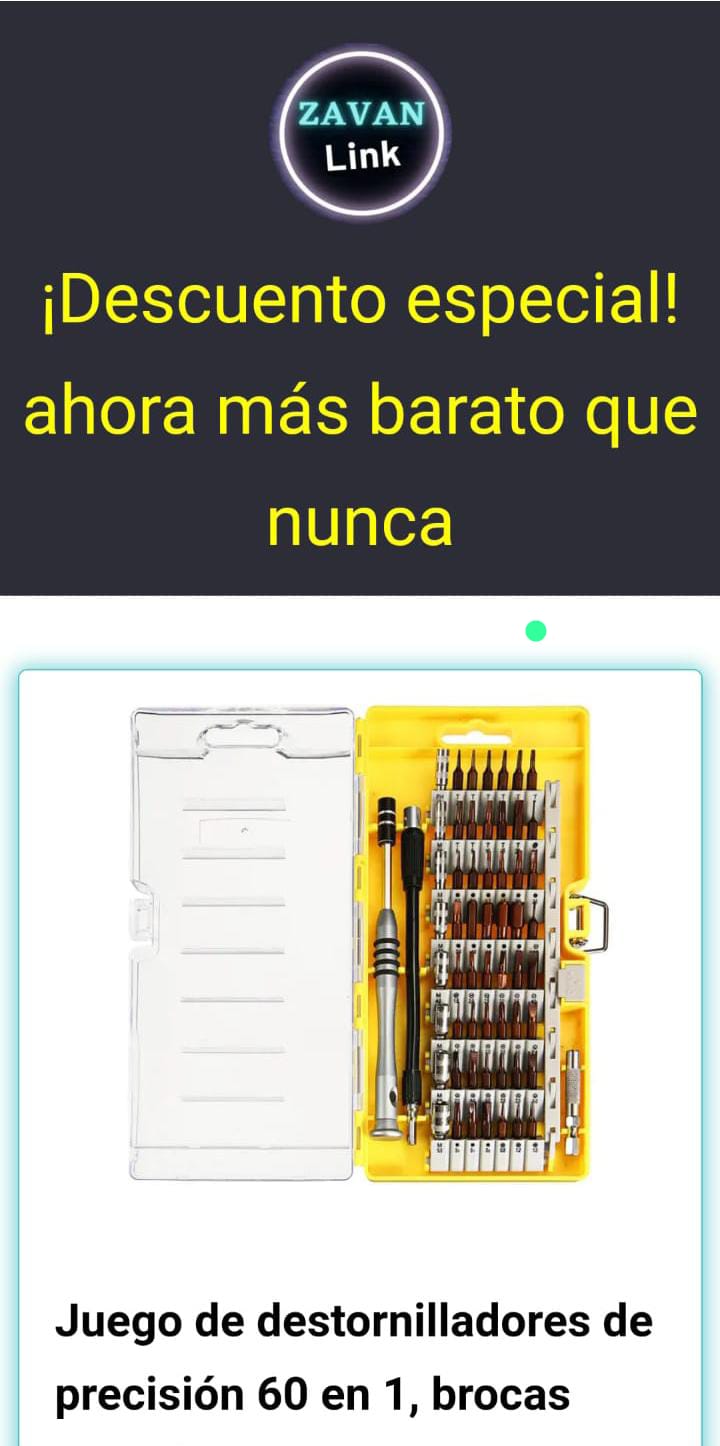 ZAVAN
Link
¡Descuento especial!
ahora más barato que
nunca
Juego de destornilladores de
precisión 60 en 1, brocas